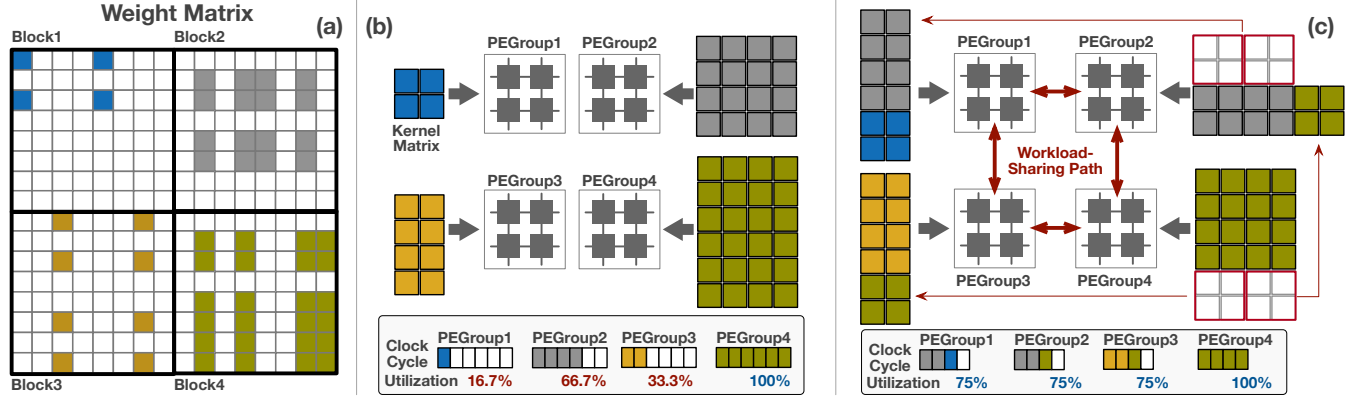 Weight Matrix
(a)
Block1
Block2
Block3
Block4
(b)
PEGroup1
PEGroup2
Kernel
Matrix
PEGroup3
PEGroup4
PEGroup1
PEGroup2
PEGroup3
PEGroup4
Clock
Cycle
Utilization
16.7%
66.7%
33.3%
100%
(c)
PEGroup1
PEGroup2
Workload-
Sharing Path
PEGroup3
PEGroup4
PEGroup1
PEGroup2
PEGroup3
PEGroup4
Clock
Cycle
Utilization
75%
75%
75%
100%